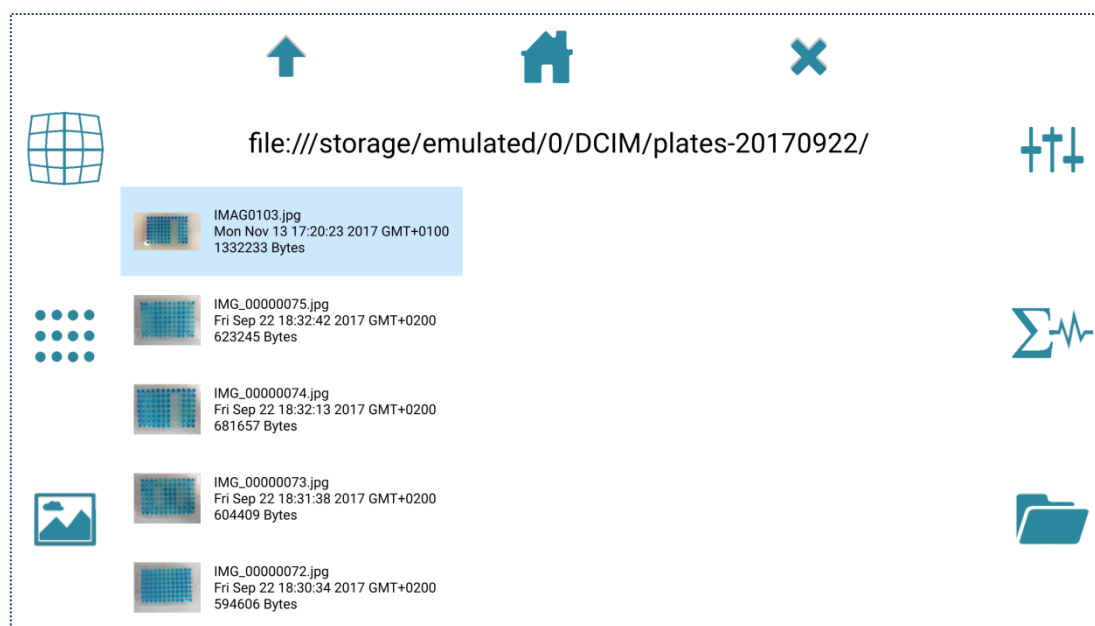 file:///storage/emulated/0/DCIM/plates-20170922/
IMAG0103.jpg
Mon Nov 13 17:20:23 2017 GMT+0100
1332233 Bytes
IMG_00000075.jpg
Fri Sep 22 18:32:42 2017 GMT+0200
623245 Bytes
IMG_00000074.jpg
Fri Sep 22 18:32:13 2017 GMT+0200
681657 Bytes
IMG_00000073.jpg
Fri Sep 22 18:31:38 2017 GMT+0200
604409 Bytes
IMG_00000072.jpg
Fri Sep 22 18:30:34 2017 GMT+0200
594606 Bytes